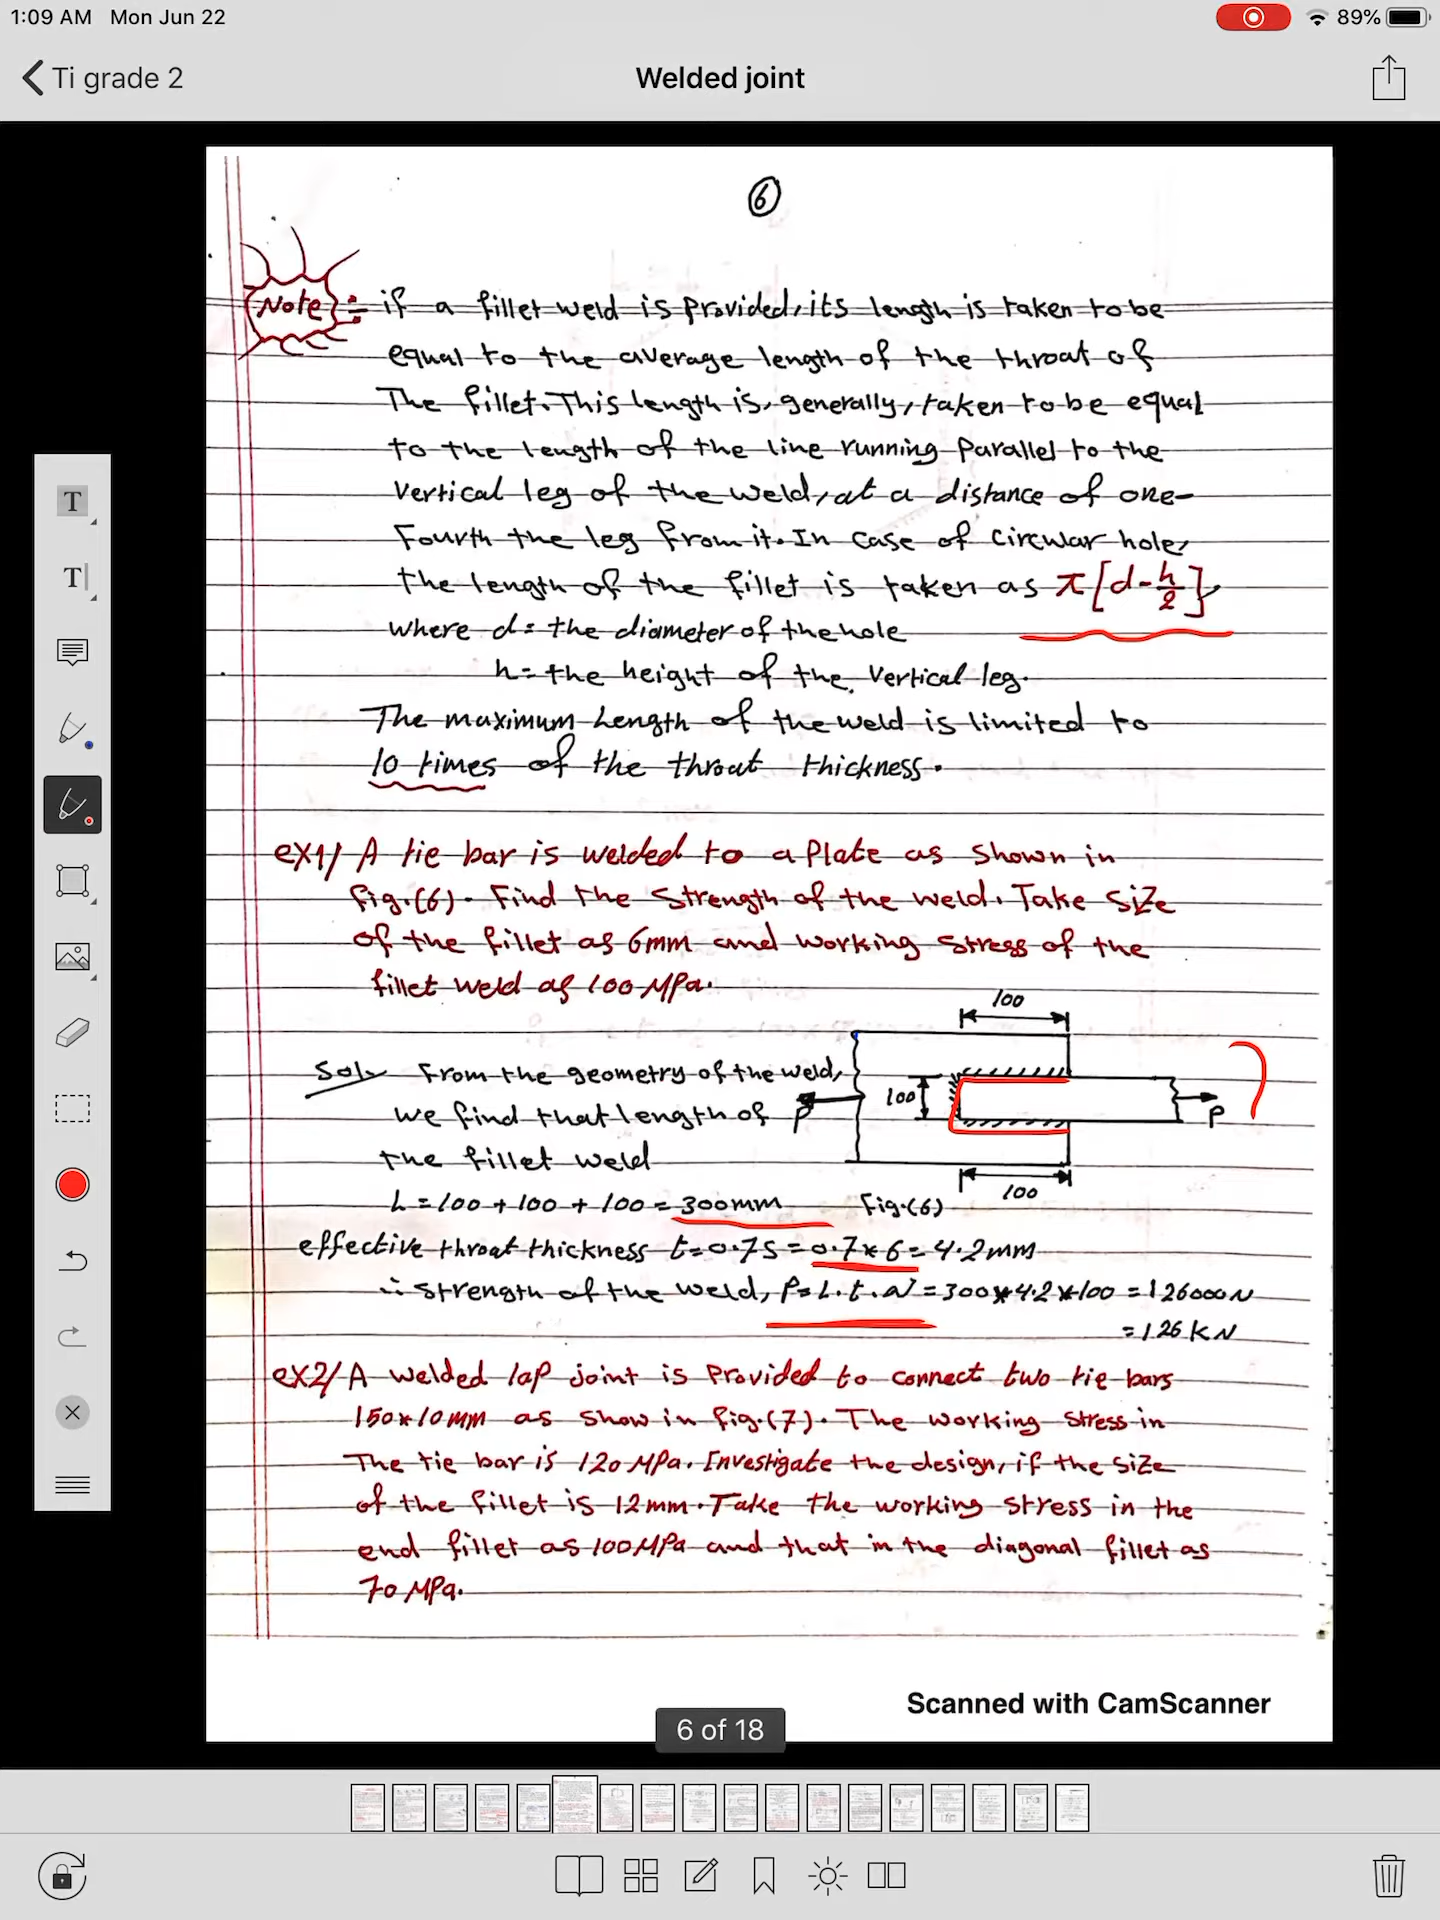 1:09 AM Mon Jun 22
89%
Ti grade 2
Welded joint
6
Note:- if a fillet weld is provided, its length is taken to be
equal to the average length of the throat of
The fillet. This length is, generally, taken to be equal
to the length of the line running Parallel to the
Vertical leg of the weld, at a distance of one-
Fourth the leg from it. In case of circular hole,
the length of the fillet is taken as π[d-h/2],
where d= the diameter of the hole
h= the height of the Vertical leg.
The maximum Length of the weld is limited to
10 times of the throat thickness.
ex1/ A tie bar is welded to a Plate as shown in
fig.(6). Find the strength of the weld. Take size
of the fillet as 6mm and working stress of the
fillet weld as 100 MPa.
100
Sol. From the geometry of the weld,
100
P
P
we find that length of
the fillet weld
100
L = 100 + 100 + 100 = 300mm
Fig.(6)
effective throat thickness t=0.7S = 0.7*6 = 4.2mm
∴ strength of the weld, P=L.t.σ = 300*4.2*100 = 126000N
= 126 KN
ex2/ A welded lap joint is Provided to connect two tie bars
150*10mm as show in fig.(7). The working stress in
The tie bar is 120 MPa. Investigate the design, if the size
of the fillet is 12mm. Take the working stress in the
end fillet as 100MPa and that in the diagonal fillet as
70 MPa.
Scanned with CamScanner
6 of 18